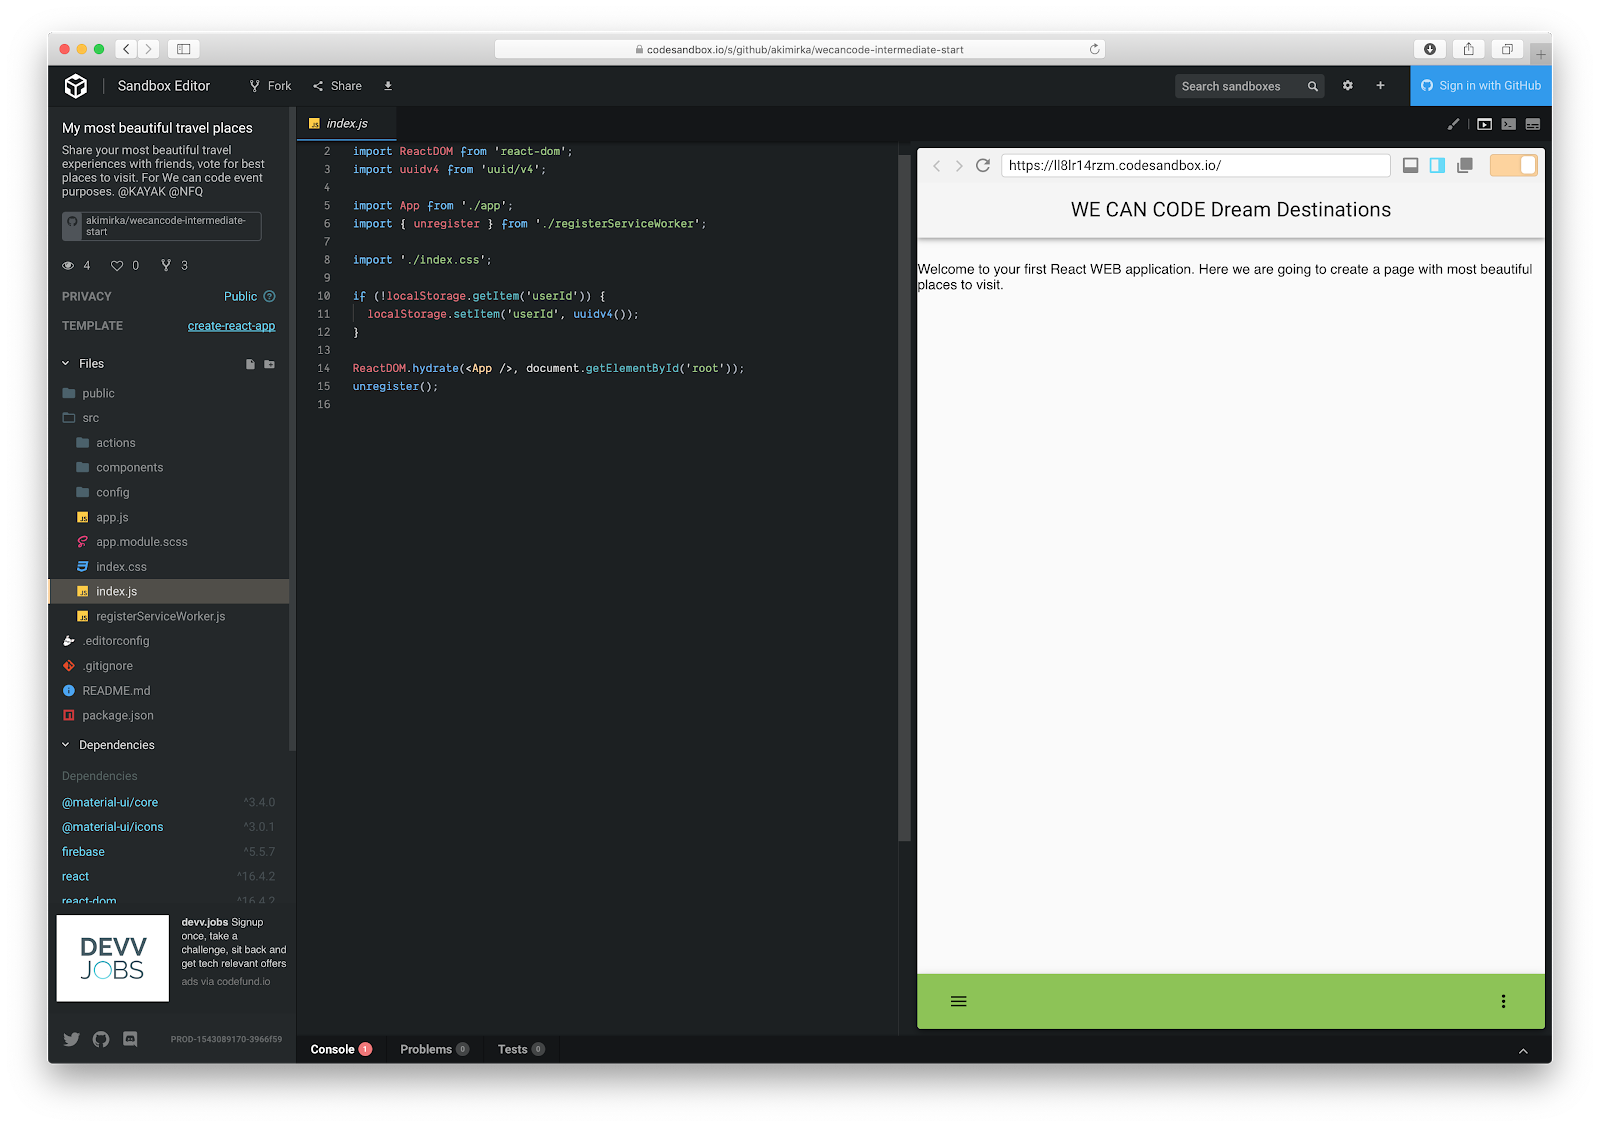 codesandbox.io/s/github/akimirka/wecancode-intermediate-start
Sandbox Editor
Fork
Share
Search sandboxes
Sign in with GitHub
My most beautiful travel places
Share your most beautiful travel
experiences with friends, vote for best
places to visit. For We can code event
purposes. @KAYAK @NFQ
akimirka/wecancode-intermediate-
start
4
0
3
PRIVACY
Public
TEMPLATE
create-react-app
Files
public
src
actions
components
config
app.js
app.module.scss
index.css
index.js
registerServiceWorker.js
.editorconfig
.gitignore
README.md
package.json
Dependencies
Dependencies
@material-ui/core ^3.4.0
@material-ui/icons ^3.0.1
firebase ^5.5.7
react ^16.4.2
react-dom ^16.4.2
DEVV
JOBS
devv.jobs Signup
once, take a
challenge, sit back and
get tech relevant offers
ads via codefund.io
PROD-1543089170-3966f59
index.js
2 import ReactDOM from 'react-dom';
3 import uuidv4 from 'uuid/v4';
4
5 import App from './app';
6 import { unregister } from './registerServiceWorker';
7
8 import './index.css';
9
10 if (!localStorage.getItem('userId')) {
11 localStorage.setItem('userId', uuidv4());
12 }
13
14 ReactDOM.hydrate(<App />, document.getElementById('root'));
15 unregister();
16
https://ll8lr14rzm.codesandbox.io/
WE CAN CODE Dream Destinations
Welcome to your first React WEB application. Here we are going to create a page with most beautiful
places to visit.
Console 1
Problems 0
Tests 0